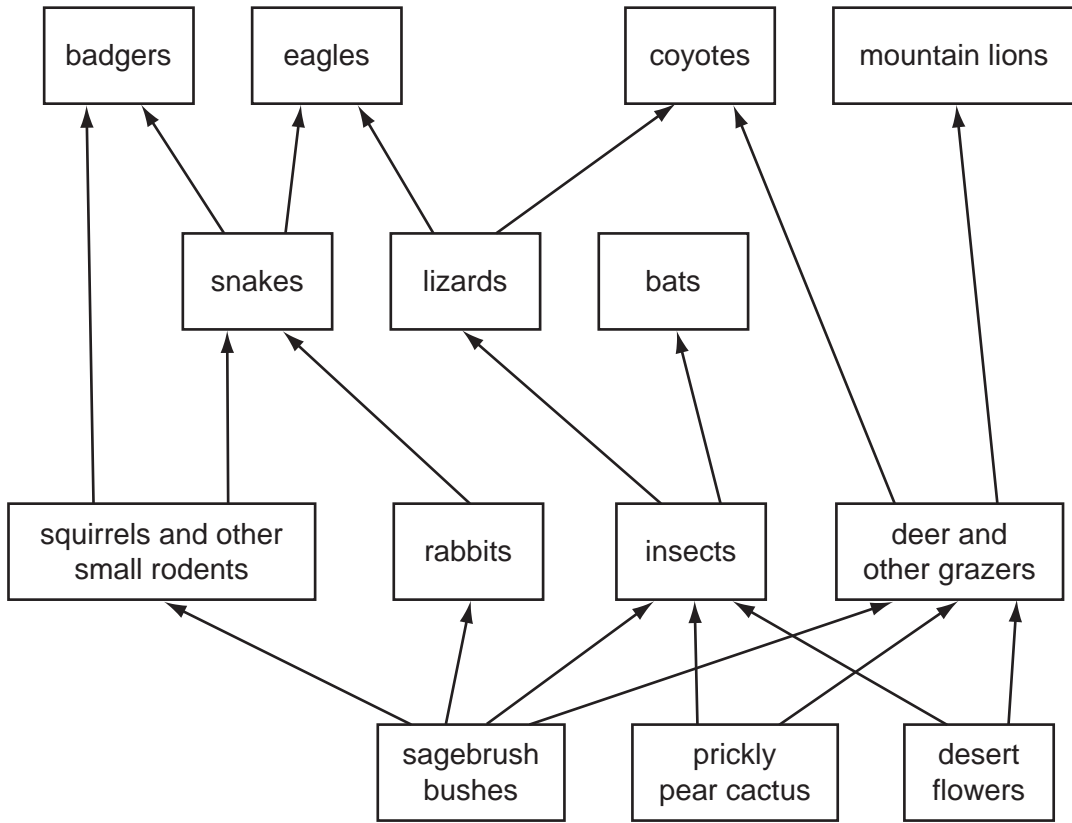 badgers
eagles
coyotes
mountain lions
snakes
lizards
bats
squirrels and other
small rodents
rabbits
insects
deer and
other grazers
sagebrush
bushes
prickly
pear cactus
desert
flowers